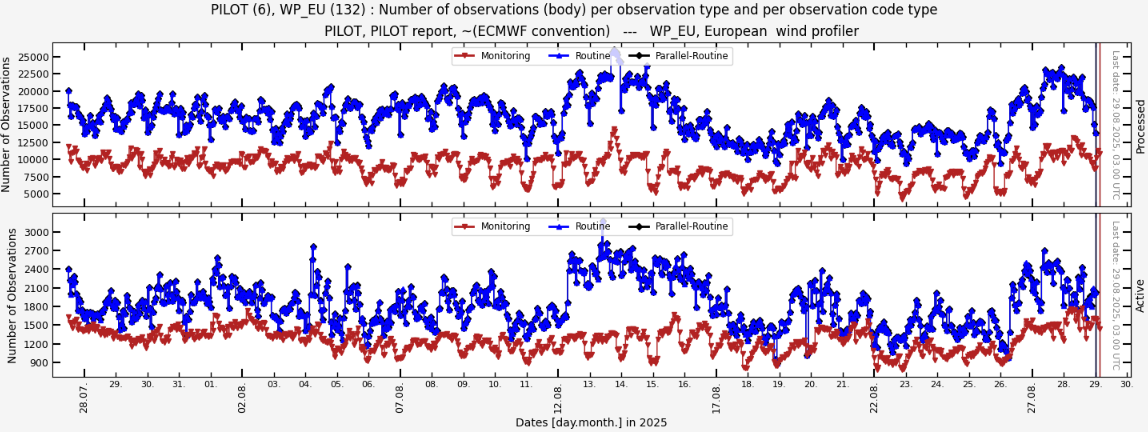 PILOT (6), WP_EU (132) : Number of observations (body) per observation type and per observation code type
PILOT, PILOT report, ~(ECMWF convention) --- WP_EU, European wind profiler
Monitoring Routine Parallel-Routine
Number of Observations
25000
22500
20000
17500
15000
12500
10000
7500
5000
Last date: 29.08.2025, 03:00 UTC
Processed
Monitoring Routine Parallel-Routine
Number of Observations
3000
2700
2400
2100
1800
1500
1200
900
Last date: 29.08.2025, 03:00 UTC
Active
28.07. 29. 30. 31. 01. 02.08. 03. 04. 05. 06. 07.08. 08. 09. 10. 11. 12.08. 13. 14. 15. 16. 17.08. 18. 19. 20. 21. 22.08. 23. 24. 25. 26. 27.08. 28. 29. 30.
Dates [day.month.] in 2025